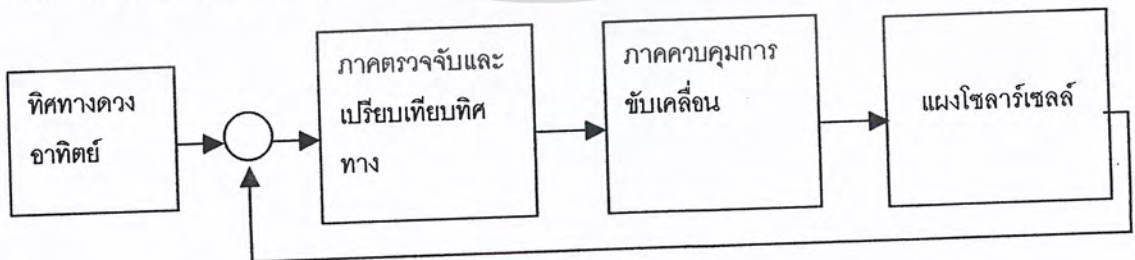 ทิศทางดวง
อาทิตย์
ภาคตรวจจับและ
เปรียบเทียบทิศ
ทาง
ภาคควบคุมการ
ขับเคลื่อน
แผงโซลาร์เซลล์